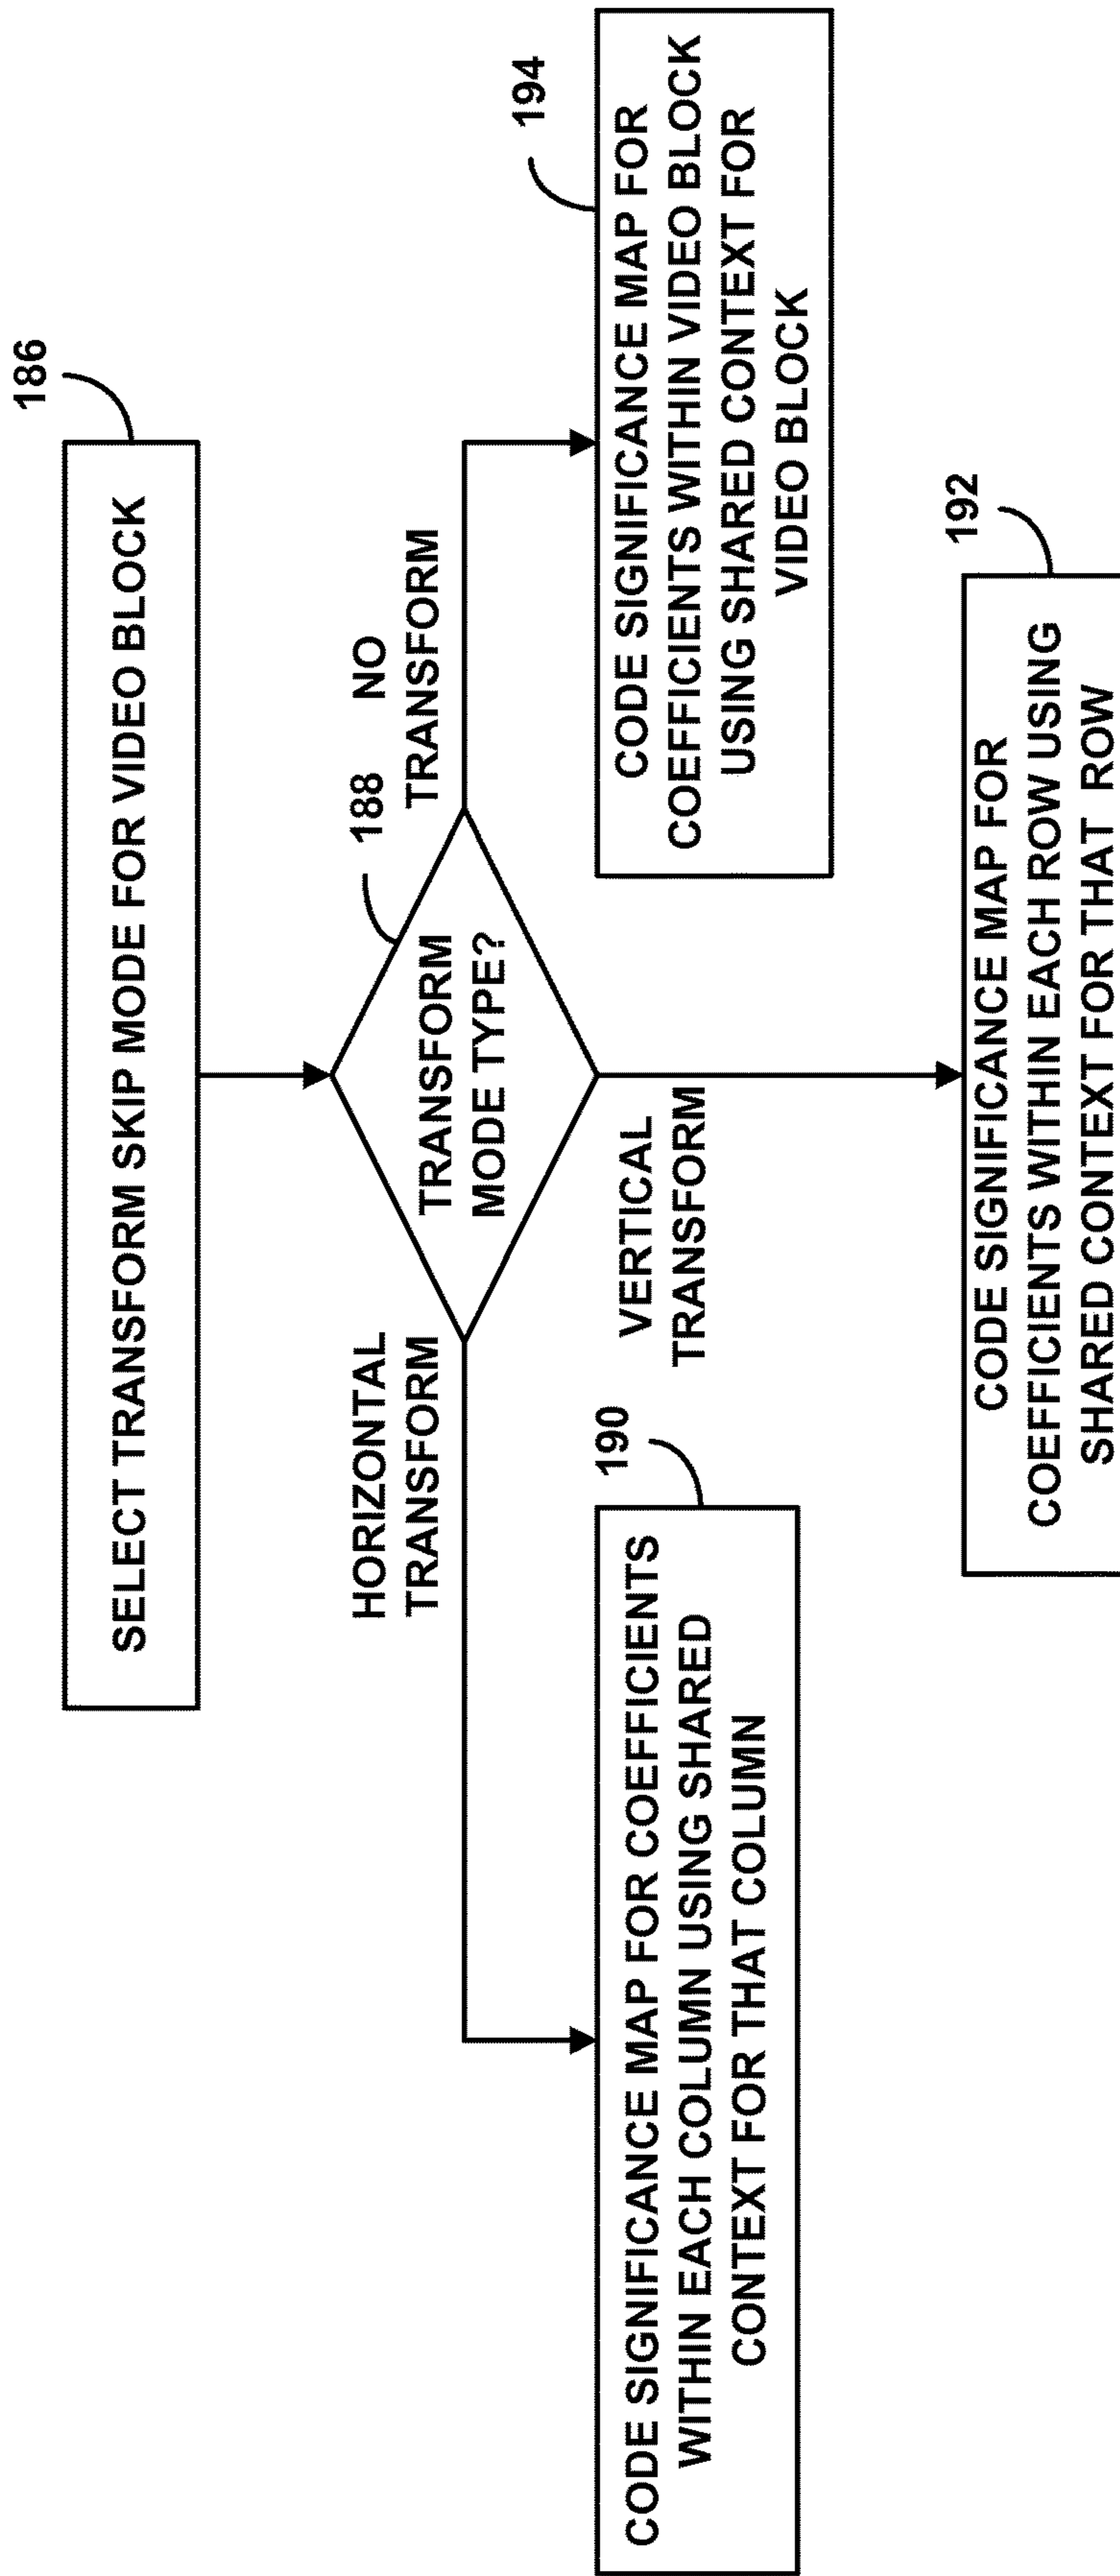 186
SELECT TRANSFORM SKIP MODE FOR VIDEO BLOCK
188
TRANSFORM
MODE TYPE?
HORIZONTAL
TRANSFORM
NO
TRANSFORM
VERTICAL
TRANSFORM
190
CODE SIGNIFICANCE MAP FOR COEFFICIENTS
WITHIN EACH COLUMN USING SHARED
CONTEXT FOR THAT COLUMN
194
CODE SIGNIFICANCE MAP FOR
COEFFICIENTS WITHIN VIDEO BLOCK
USING SHARED CONTEXT FOR
VIDEO BLOCK
192
CODE SIGNIFICANCE MAP FOR
COEFFICIENTS WITHIN EACH ROW USING
SHARED CONTEXT FOR THAT ROW